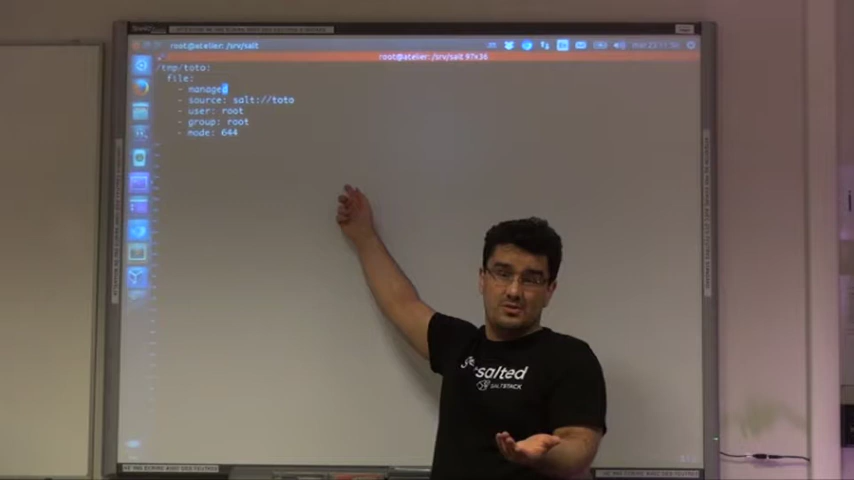 root@atelier: /srv/salt
root@atelier: /srv/salt 97x36
/tmp/toto:
file:
- managed
- source: salt://toto
- user: root
- group: root
- mode: 644
get salted
SALTSTACK